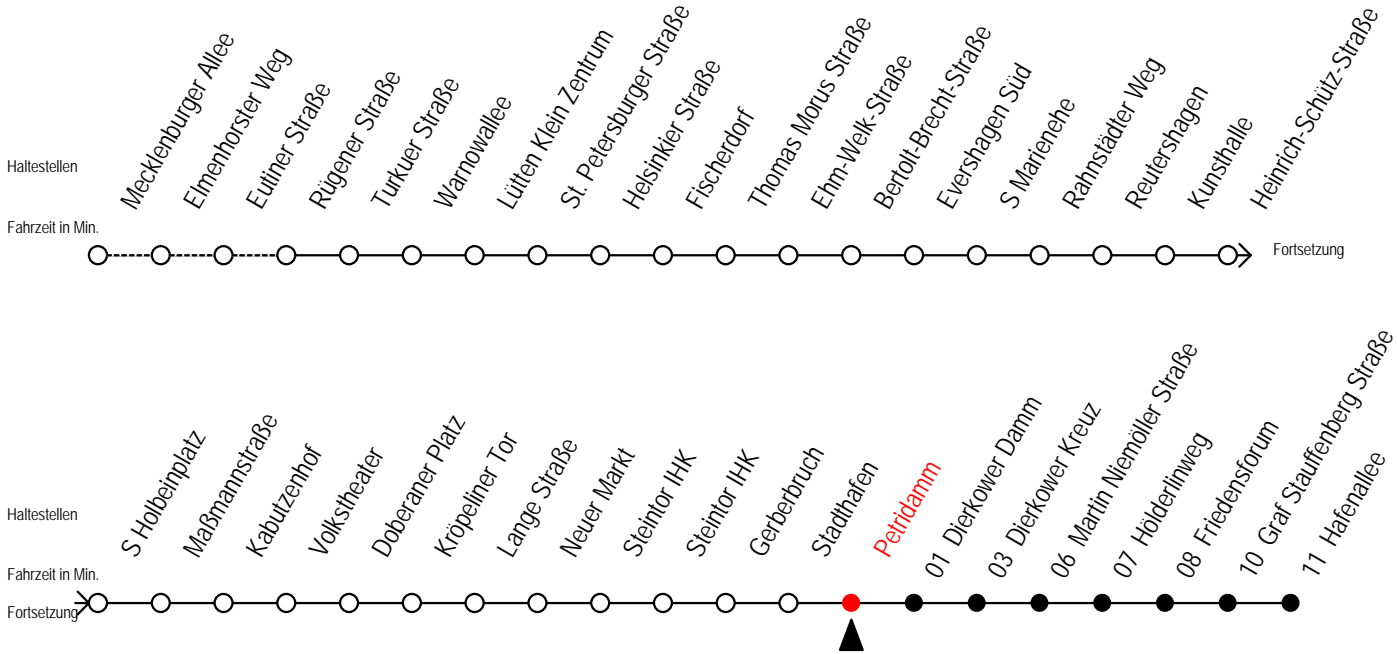 Haltestellen
Mecklenburger Allee
Elmenhorster Weg
Eutiner Straße
Rügener Straße
Turkuer Straße
Warnowallee
Lütten Klein Zentrum
St. Petersburger Straße
Helsinkier Straße
Fischerdorf
Thomas Morus Straße
Ehm-Welk-Straße
Bertolt-Brecht-Straße
Evershagen Süd
S Marienehe
Rahnstädter Weg
Reutershagen
Kunsthalle
Heinrich-Schütz-Straße
Fahrzeit in Min.
Fortsetzung
Haltestellen
S Holbeinplatz
Maßmannstraße
Kabutzenhof
Volkstheater
Doberaner Platz
Kröpeliner Tor
Lange Straße
Neuer Markt
Steintor IHK
Steintor IHK
Gerberbruch
Stadthafen
Petridamm
01 Dierkower Damm
03 Dierkower Kreuz
06 Martin Niemöller Straße
07 Hölderlinweg
08 Friedensforum
10 Graf Stauffenberg Straße
11 Hafenallee
Fahrzeit in Min.
Fortsetzung